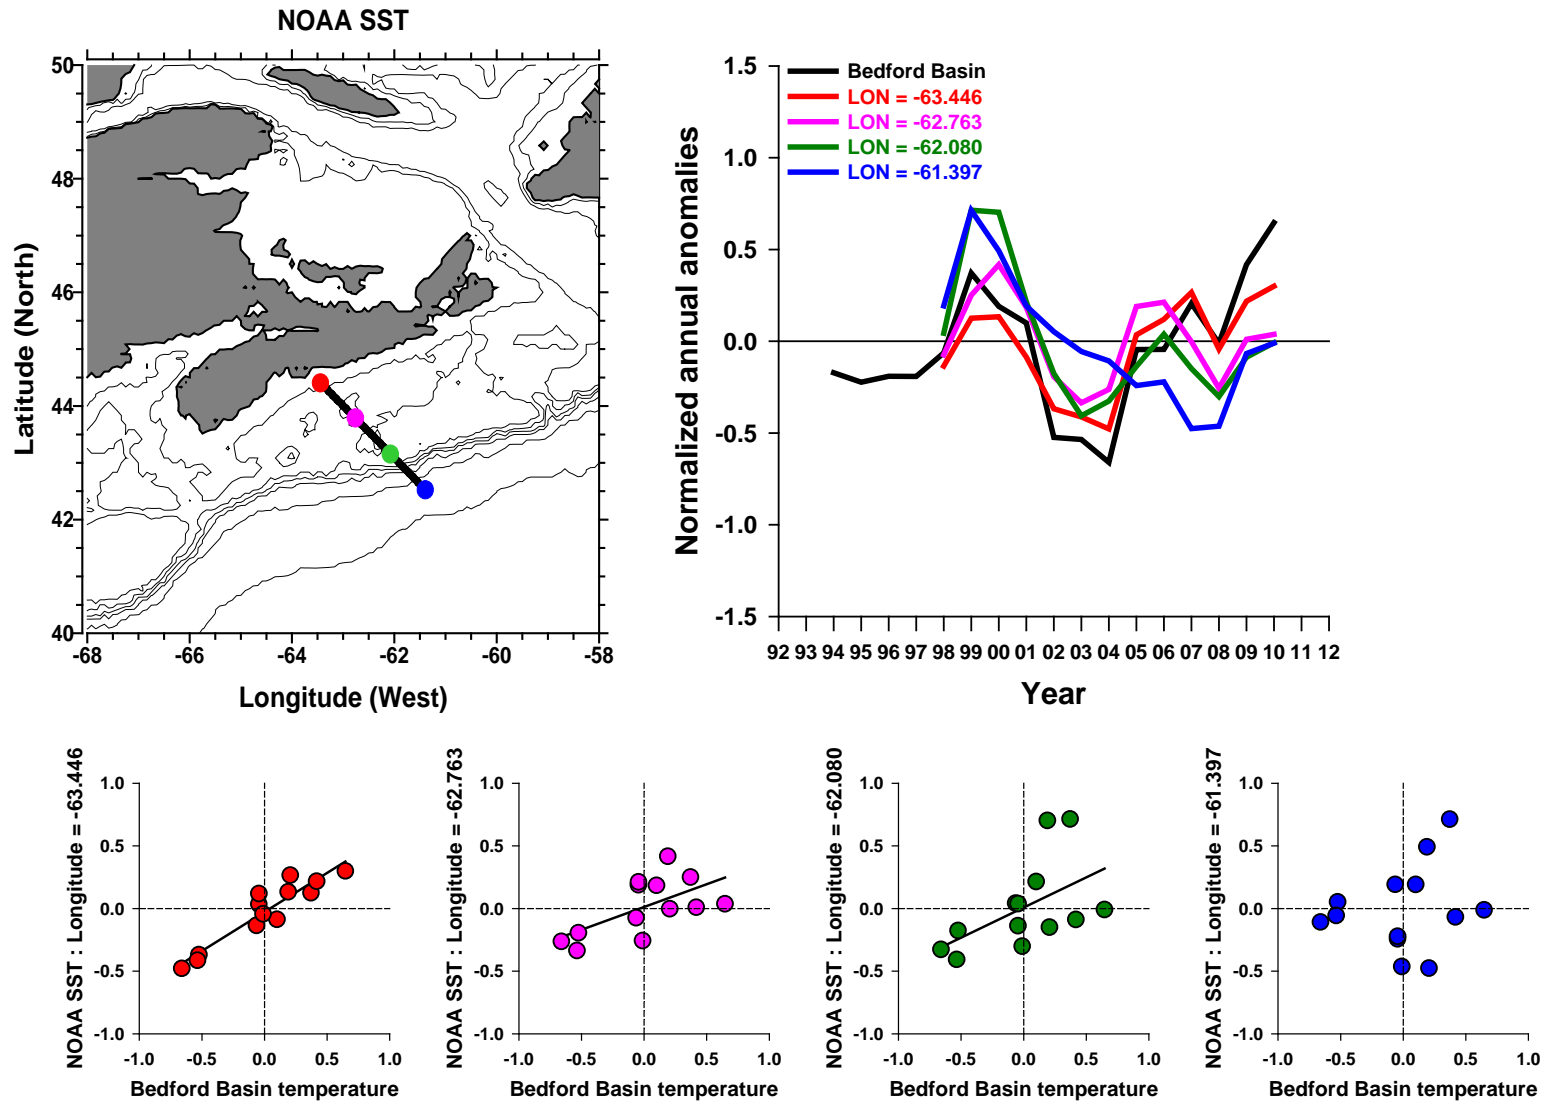 NOAA SST
50
48
46
44
42
40
-68 -66 -64 -62 -60 -58
Latitude (North)
Longitude (West)
Bedford Basin
LON = -63.446
LON = -62.763
LON = -62.080
LON = -61.397
1.5
1.0
0.5
0.0
-0.5
-1.0
-1.5
Normalized annual anomalies
92 93 94 95 96 97 98 99 00 01 02 03 04 05 06 07 08 09 10 11 12
Year
NOAA SST : Longitude = -63.446
1.0
0.5
0.0
-0.5
-1.0
-1.0 -0.5 0.0 0.5 1.0
Bedford Basin temperature
NOAA SST : Longitude = -62.763
1.0
0.5
0.0
-0.5
-1.0
-1.0 -0.5 0.0 0.5 1.0
Bedford Basin temperature
NOAA SST : Longitude = -62.080
1.0
0.5
0.0
-0.5
-1.0
-1.0 -0.5 0.0 0.5 1.0
Bedford Basin temperature
NOAA SST : Longitude = -61.397
1.0
0.5
0.0
-0.5
-1.0
-1.0 -0.5 0.0 0.5 1.0
Bedford Basin temperature